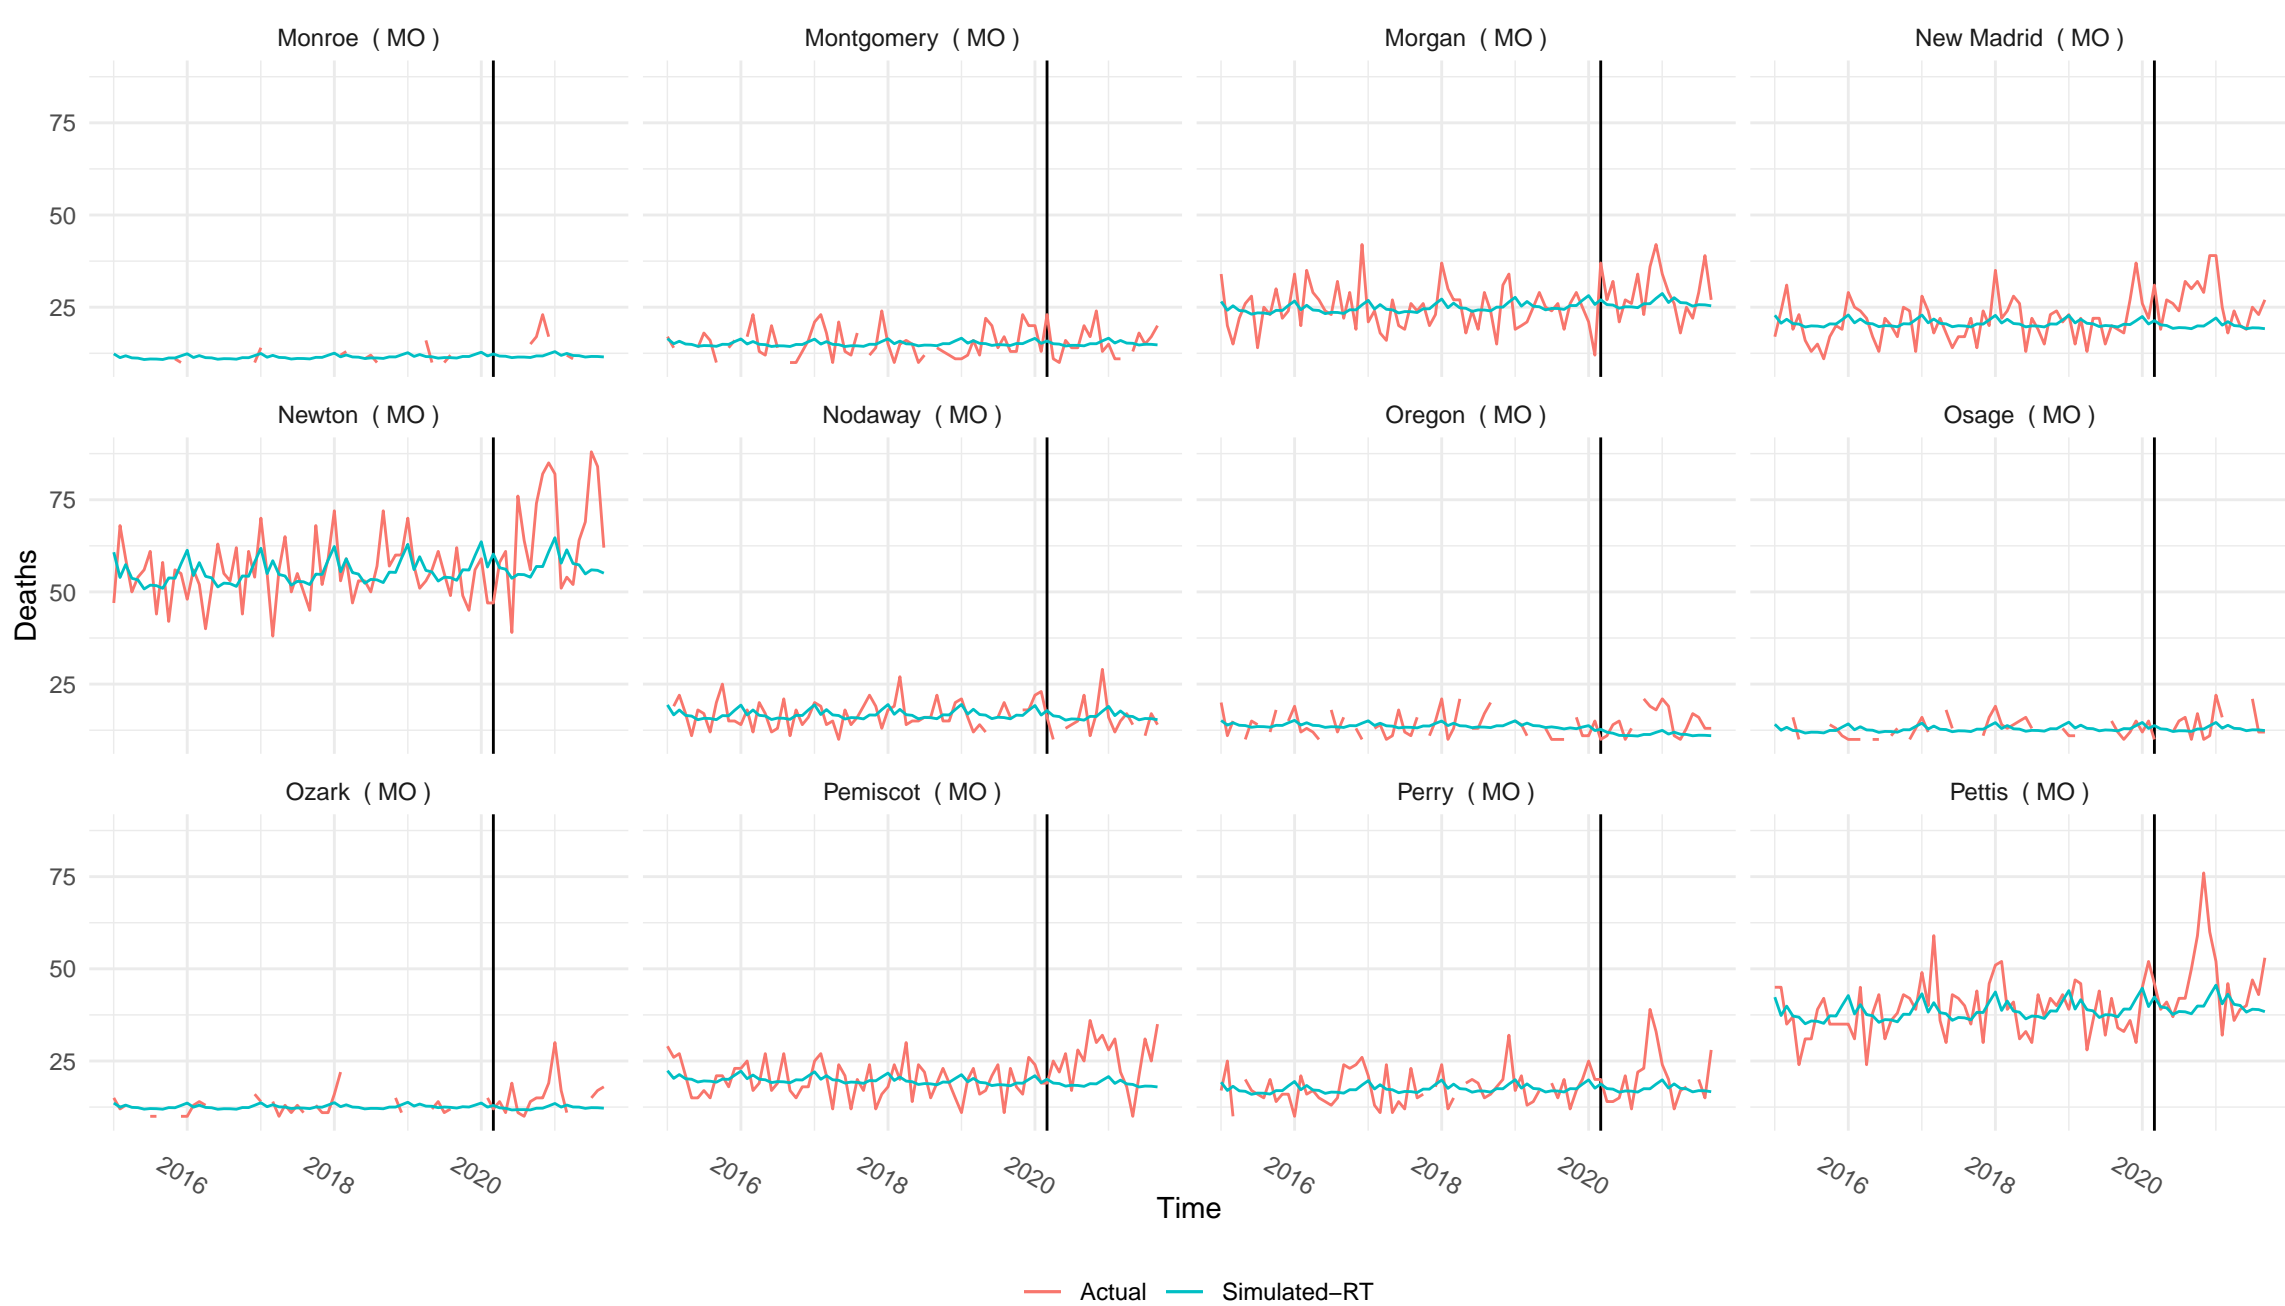 Monroe ( MO ) Montgomery ( MO ) Morgan ( MO ) New Madrid ( MO )
75
50
25
Newton ( MO ) Nodaway ( MO ) Oregon ( MO ) Osage ( MO )
75
50
25
Deaths
Ozark ( MO ) Pemiscot ( MO ) Perry ( MO ) Pettis ( MO )
75
50
25
2016 2018 2020 2016 2018 2020 2016 2018 2020 2016 2018 2020
Time
Actual Simulated−RT